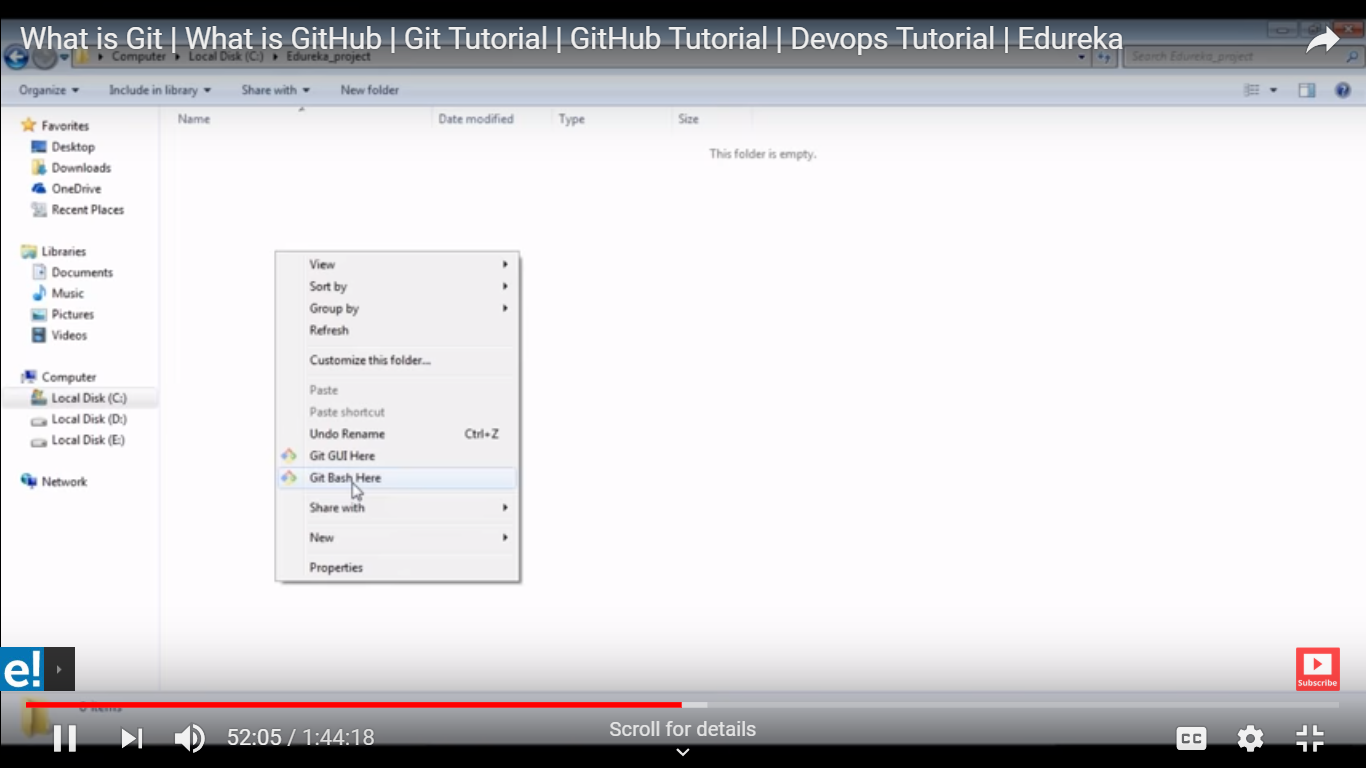 What is Git | What is GitHub | Git Tutorial | GitHub Tutorial | Devops Tutorial | Edureka
Computer Local Disk (C:) Edureka_project Search Edureka_project
Organize Include in library Share with New folder
Name Date modified Type Size
This folder is empty.
Favorites
Desktop
Downloads
OneDrive
Recent Places
Libraries
Documents
Music
Pictures
Videos
Computer
Local Disk (C:)
Local Disk (D:)
Local Disk (E:)
Network
View
Sort by
Group by
Refresh
Customize this folder...
Paste
Paste shortcut
Undo Rename Ctrl+Z
Git GUI Here
Git Bash Here
Share with
New
Properties
e!
Subscribe
0 items
52:05 / 1:44:18
Scroll for details
CC